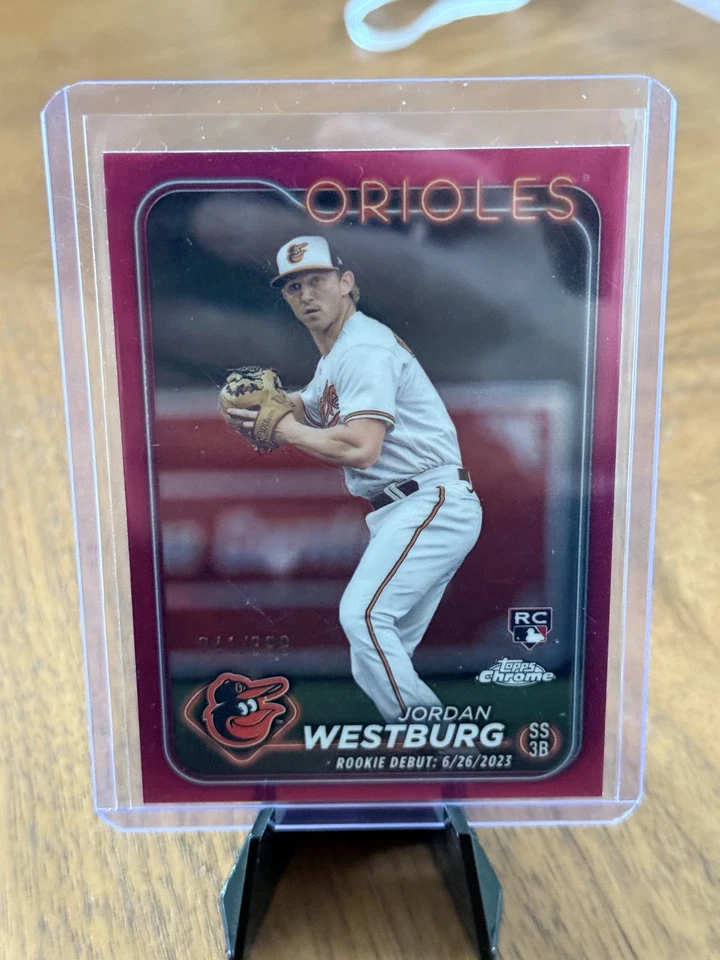 ORIOLES
RC
Topps
Chrome
JORDAN
WESTBURG
SS
3B
ROOKIE DEBUT: 6/26/2023